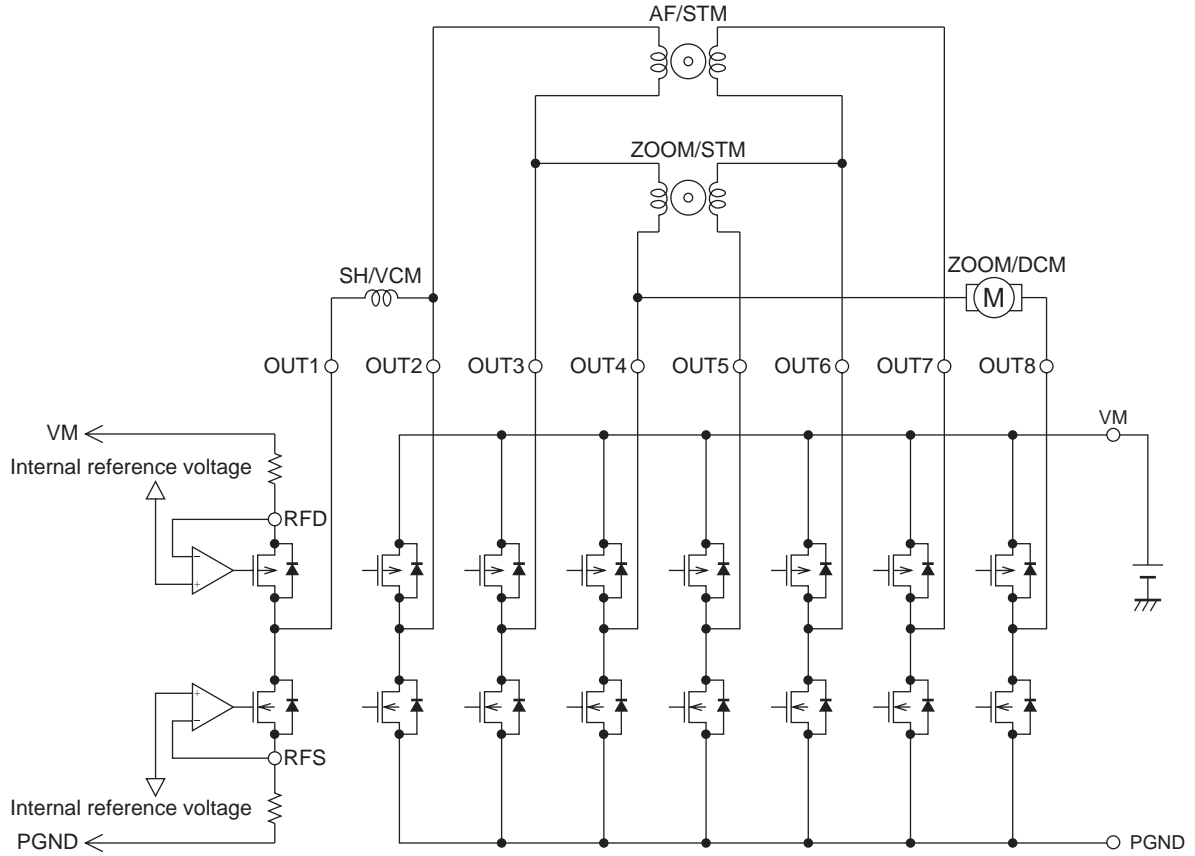 AF/STM
ZOOM/STM
SH/VCM
ZOOM/DCM
M
OUT1
OUT2
OUT3
OUT4
OUT5
OUT6
OUT7
OUT8
VM
VM
Internal reference voltage
RFD
−
+
+
−
RFS
Internal reference voltage
PGND
PGND